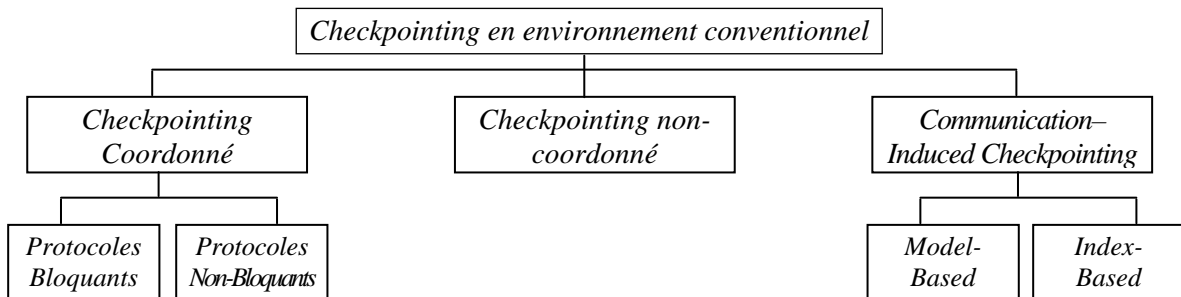 Checkpointing en environnement conventionnel
Checkpointing
Coordonné
Checkpointing non-
coordonné
Communication–
Induced Checkpointing
Protocoles
Bloquants
Protocoles
Non-Bloquants
Model-
Based
Index-
Based